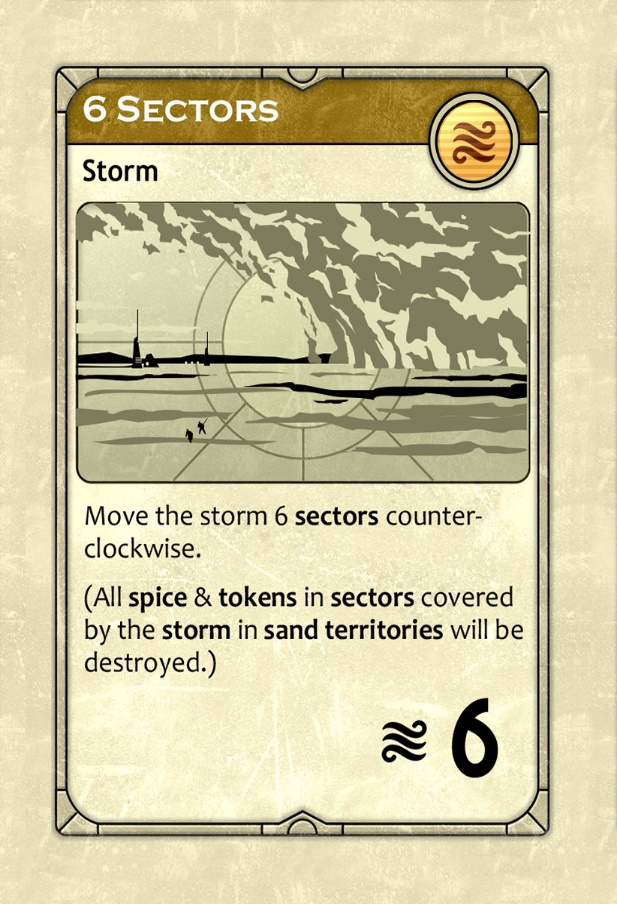 6 Sectors
Storm
Move the storm 6 sectors counter-
clockwise.
(All spice & tokens in sectors covered
by the storm in sand territories will be
destroyed.)
6